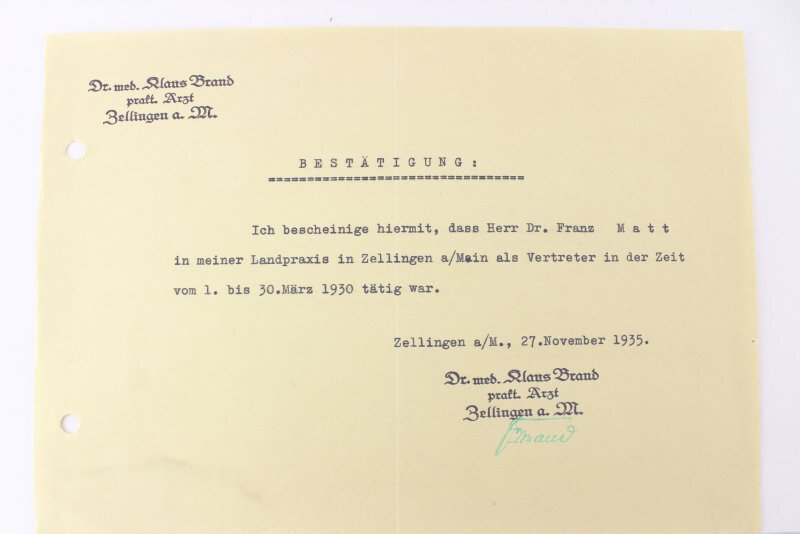 Dr. med. Klaus Brand
prakt. Arzt
Zellingen a. M.
BESTÄTIGUNG:
Ich bescheinige hiermit, dass Herr Dr. Franz Matt
in meiner Landpraxis in Zellingen a/Main als Vertreter in der Zeit
vom 1. bis 30.März 1930 tätig war.
Zellingen a/M., 27.November 1935.
Dr. med. Klaus Brand
prakt. Arzt
Zellingen a. M.
Brand